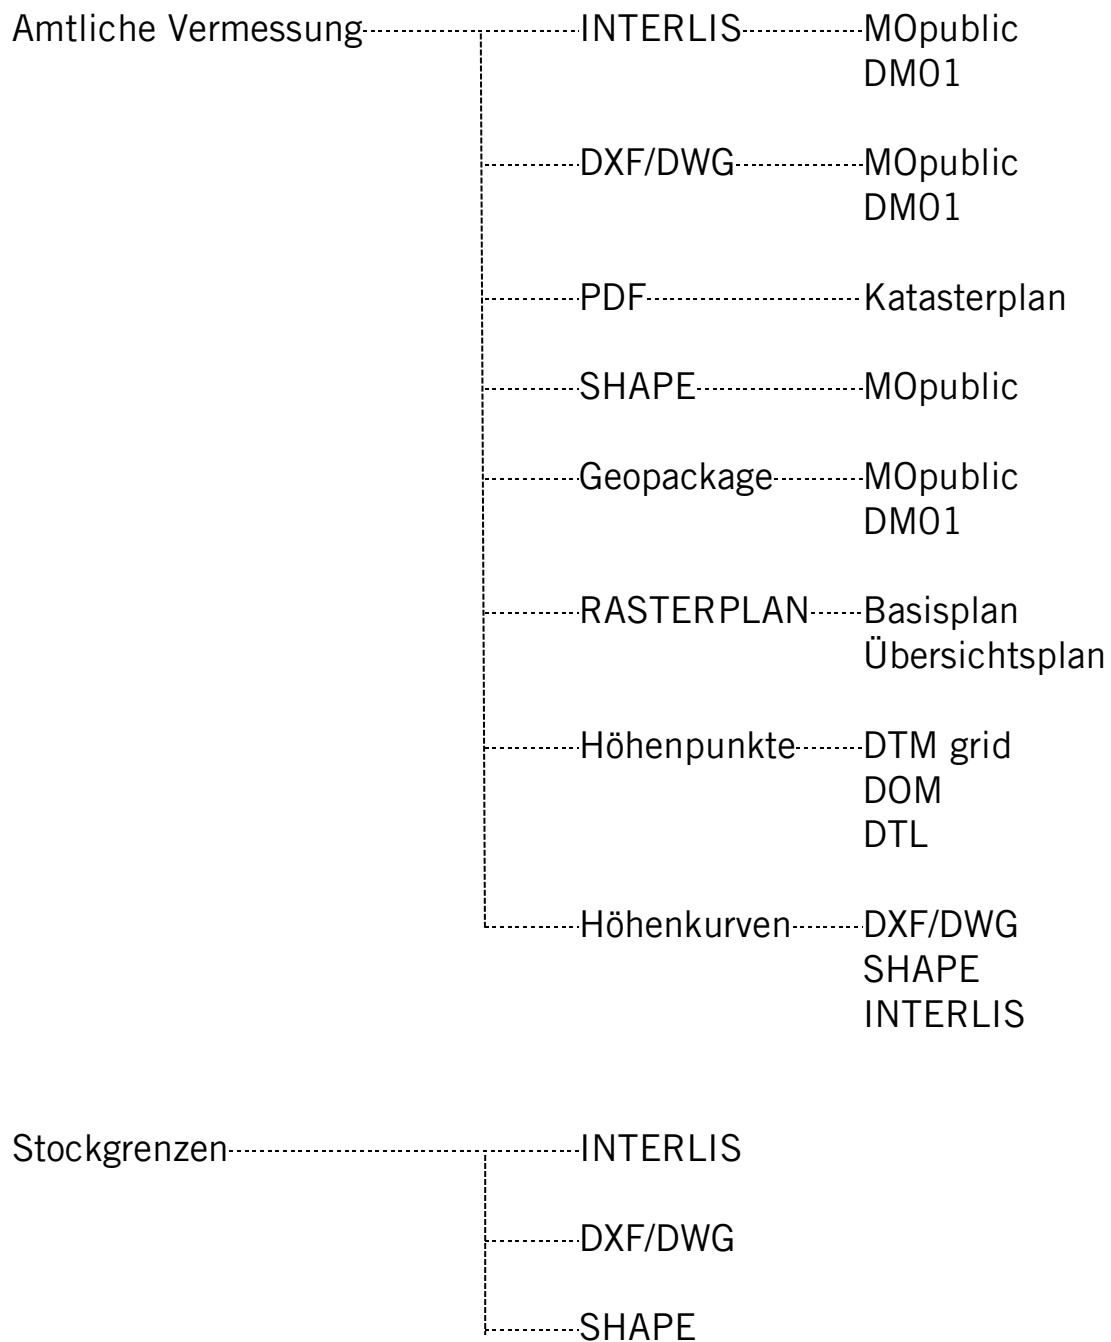 Amtliche Vermessung INTERLIS MOpublic
DM01
DXF/DWG MOpublic
DM01
PDF Katasterplan
SHAPE MOpublic
Geopackage MOpublic
DM01
RASTERPLAN Basisplan
Übersichtsplan
Höhenpunkte DTM grid
DOM
DTL
Höhenkurven DXF/DWG
SHAPE
INTERLIS
Stockgrenzen INTERLIS
DXF/DWG
SHAPE